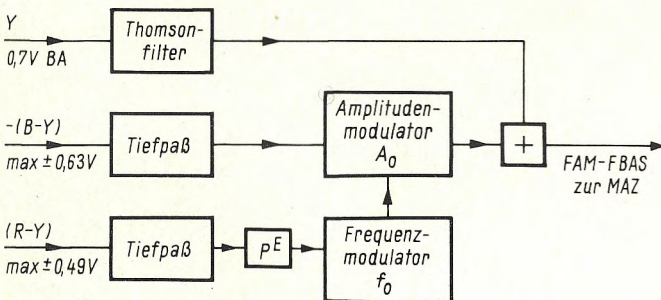 Y
0,7V BA
Thomson-
filter
-(B-Y)
max ± 0,63V
Tiefpaß
Amplituden-
modulator
A₀
+
FAM-FBAS
zur MAZ
(R-Y)
max ± 0,49V
Tiefpaß
Pᴱ
Frequenz-
modulator
f₀